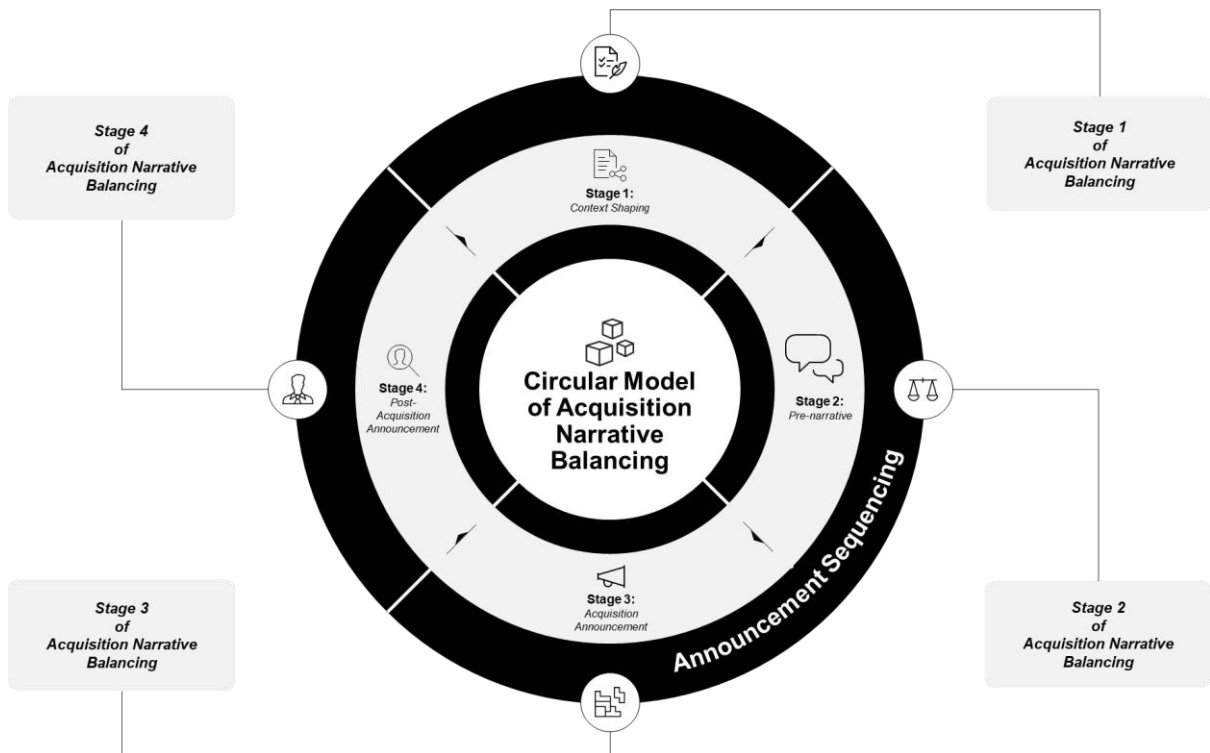 Stage 4
of
Acquisition Narrative
Balancing
Stage 1
of
Acquisition Narrative
Balancing
Stage 1:
Context Shaping
Circular Model
of Acquisition
Narrative
Balancing
Stage 4:
Post-
Acquisition
Announcement
Stage 2:
Pre-narrative
Stage 3:
Acquisition
Announcement
Announcement Sequencing
Stage 3
of
Acquisition Narrative
Balancing
Stage 2
of
Acquisition Narrative
Balancing